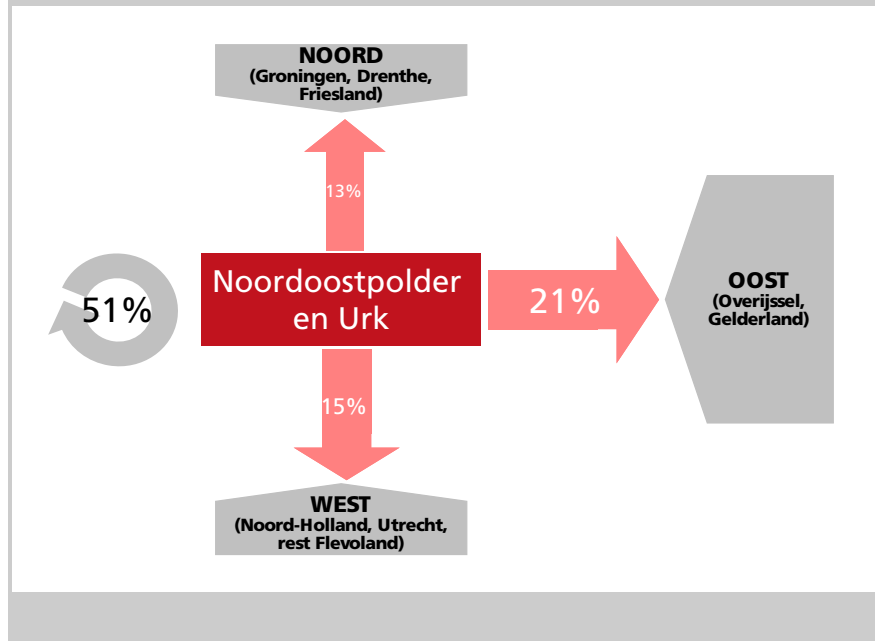 NOORD
(Groningen, Drenthe,
Friesland)
13%
51%
Noordoostpolder
en Urk
21%
OOST
(Overijssel,
Gelderland)
15%
WEST
(Noord-Holland, Utrecht,
rest Flevoland)